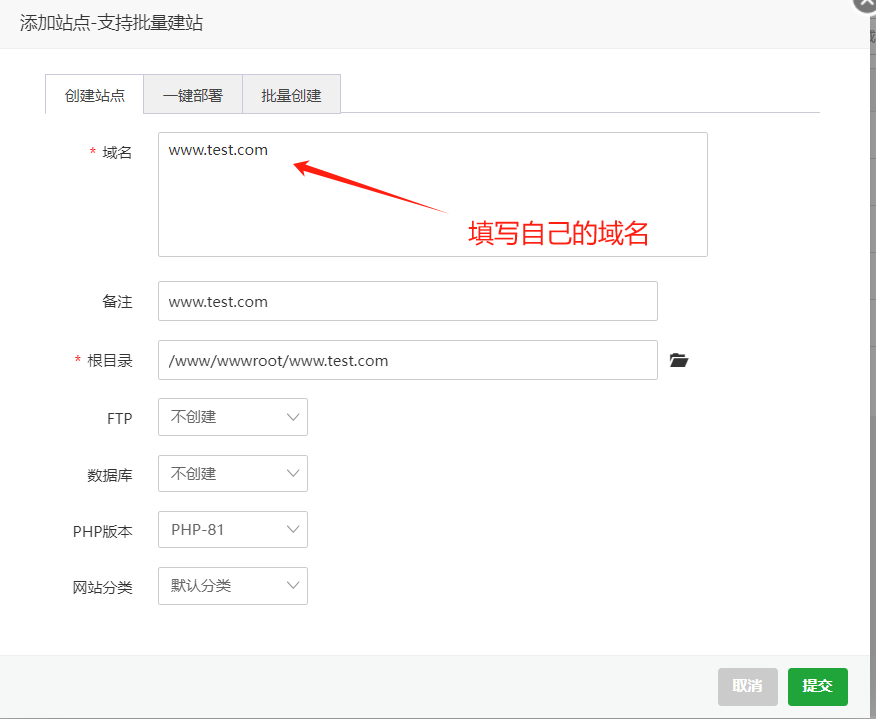 添加站点-支持批量建站
创建站点 一键部署 批量创建
* 域名 www.test.com
填写自己的域名
备注 www.test.com
* 根目录 /www/wwwroot/www.test.com
FTP 不创建
数据库 不创建
PHP版本 PHP-81
网站分类 默认分类
取消 提交